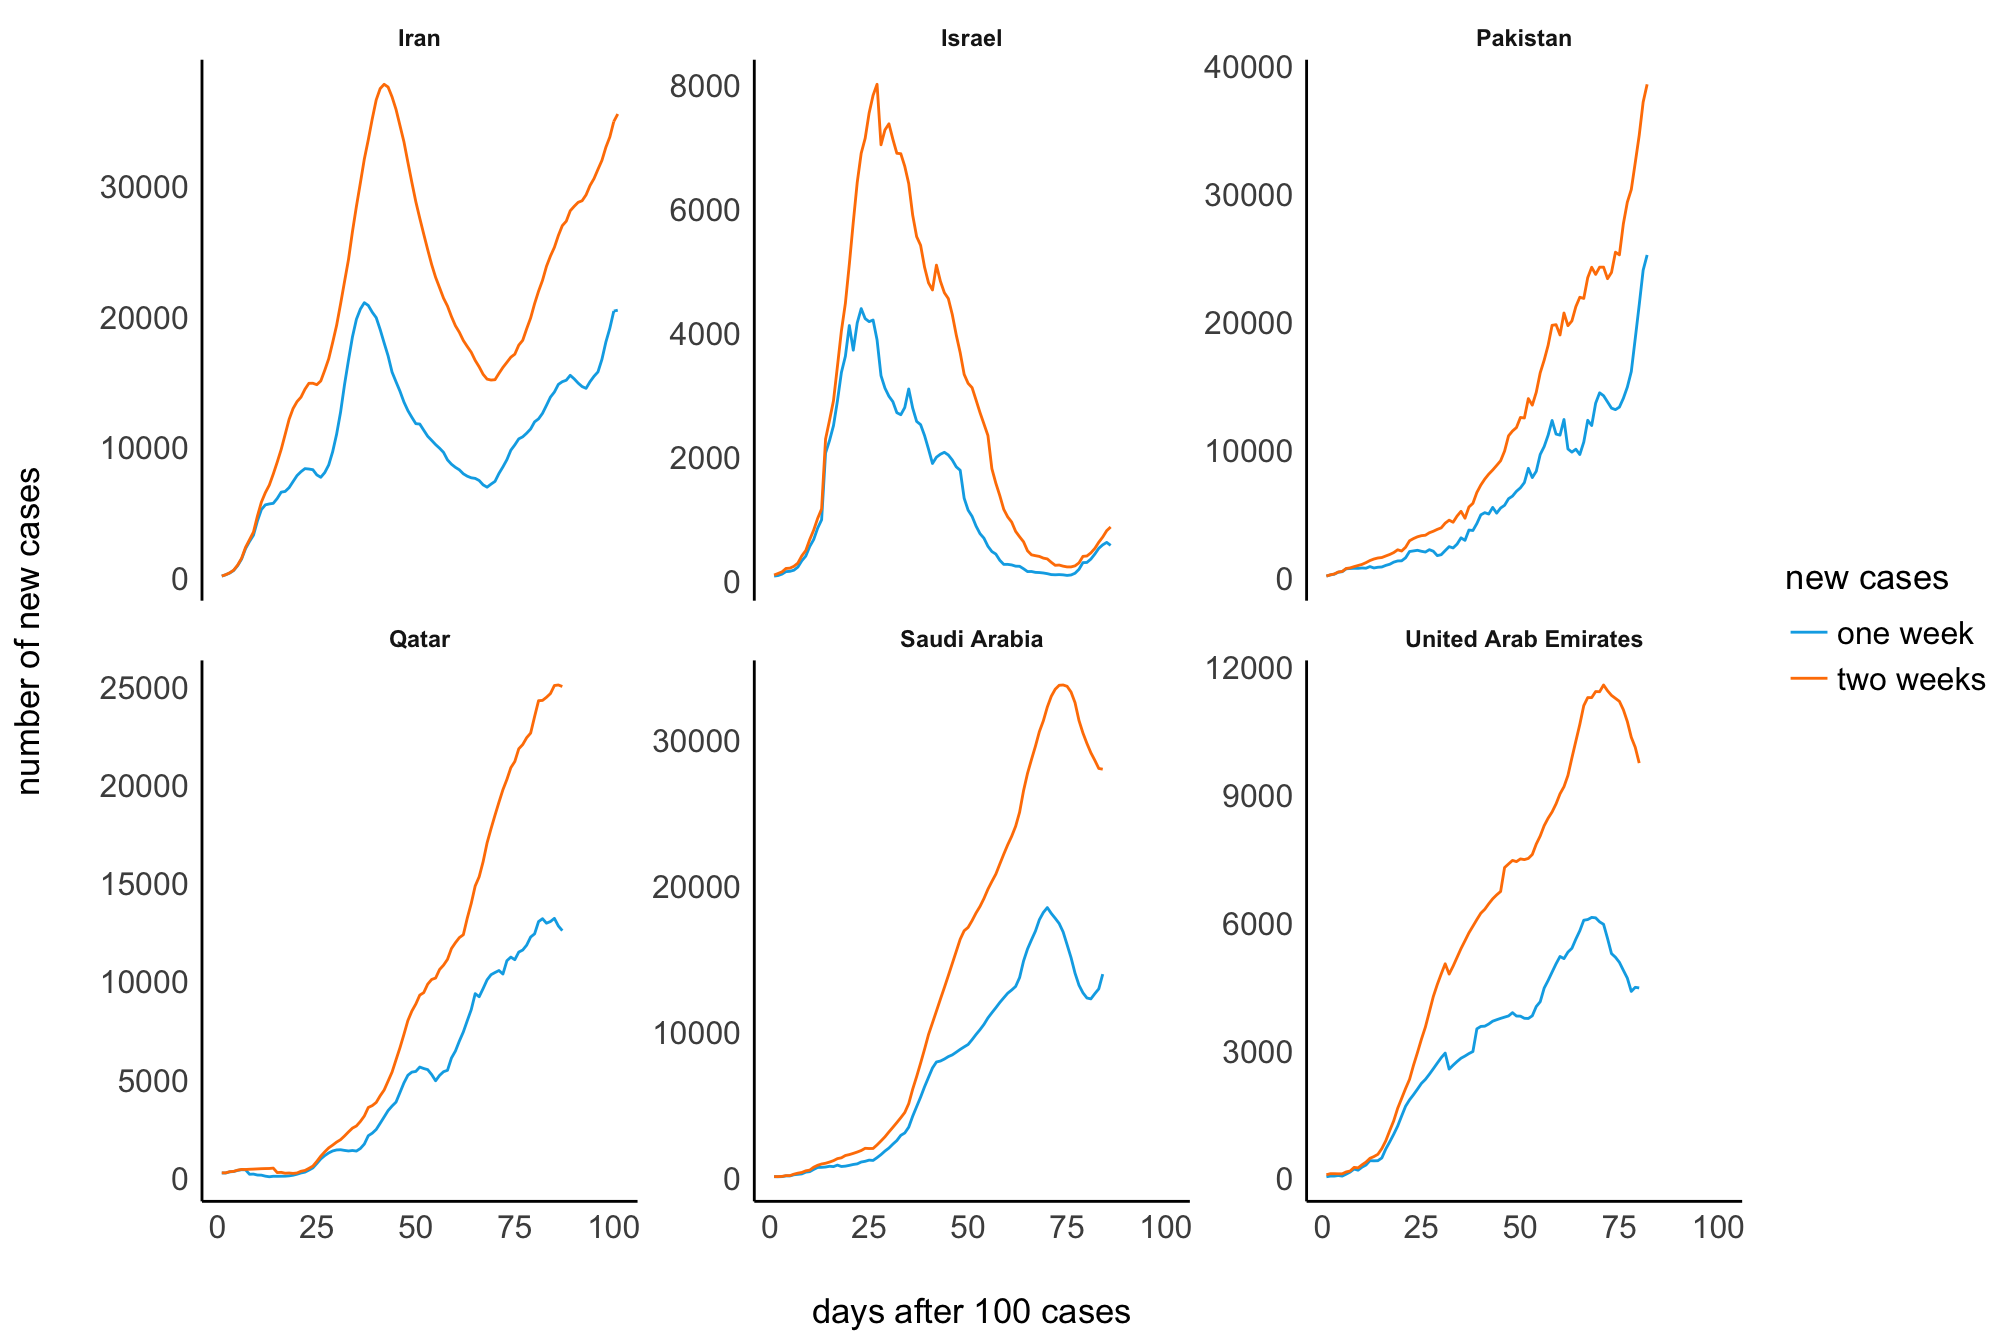 Iran
Israel
Pakistan
30000
20000
10000
0
8000
6000
4000
2000
0
40000
30000
20000
10000
0
Qatar
Saudi Arabia
United Arab Emirates
25000
20000
15000
10000
5000
0
30000
20000
10000
0
12000
9000
6000
3000
0
0 25 50 75 100
0 25 50 75 100
0 25 50 75 100
number of new cases
days after 100 cases
new cases
one week
two weeks